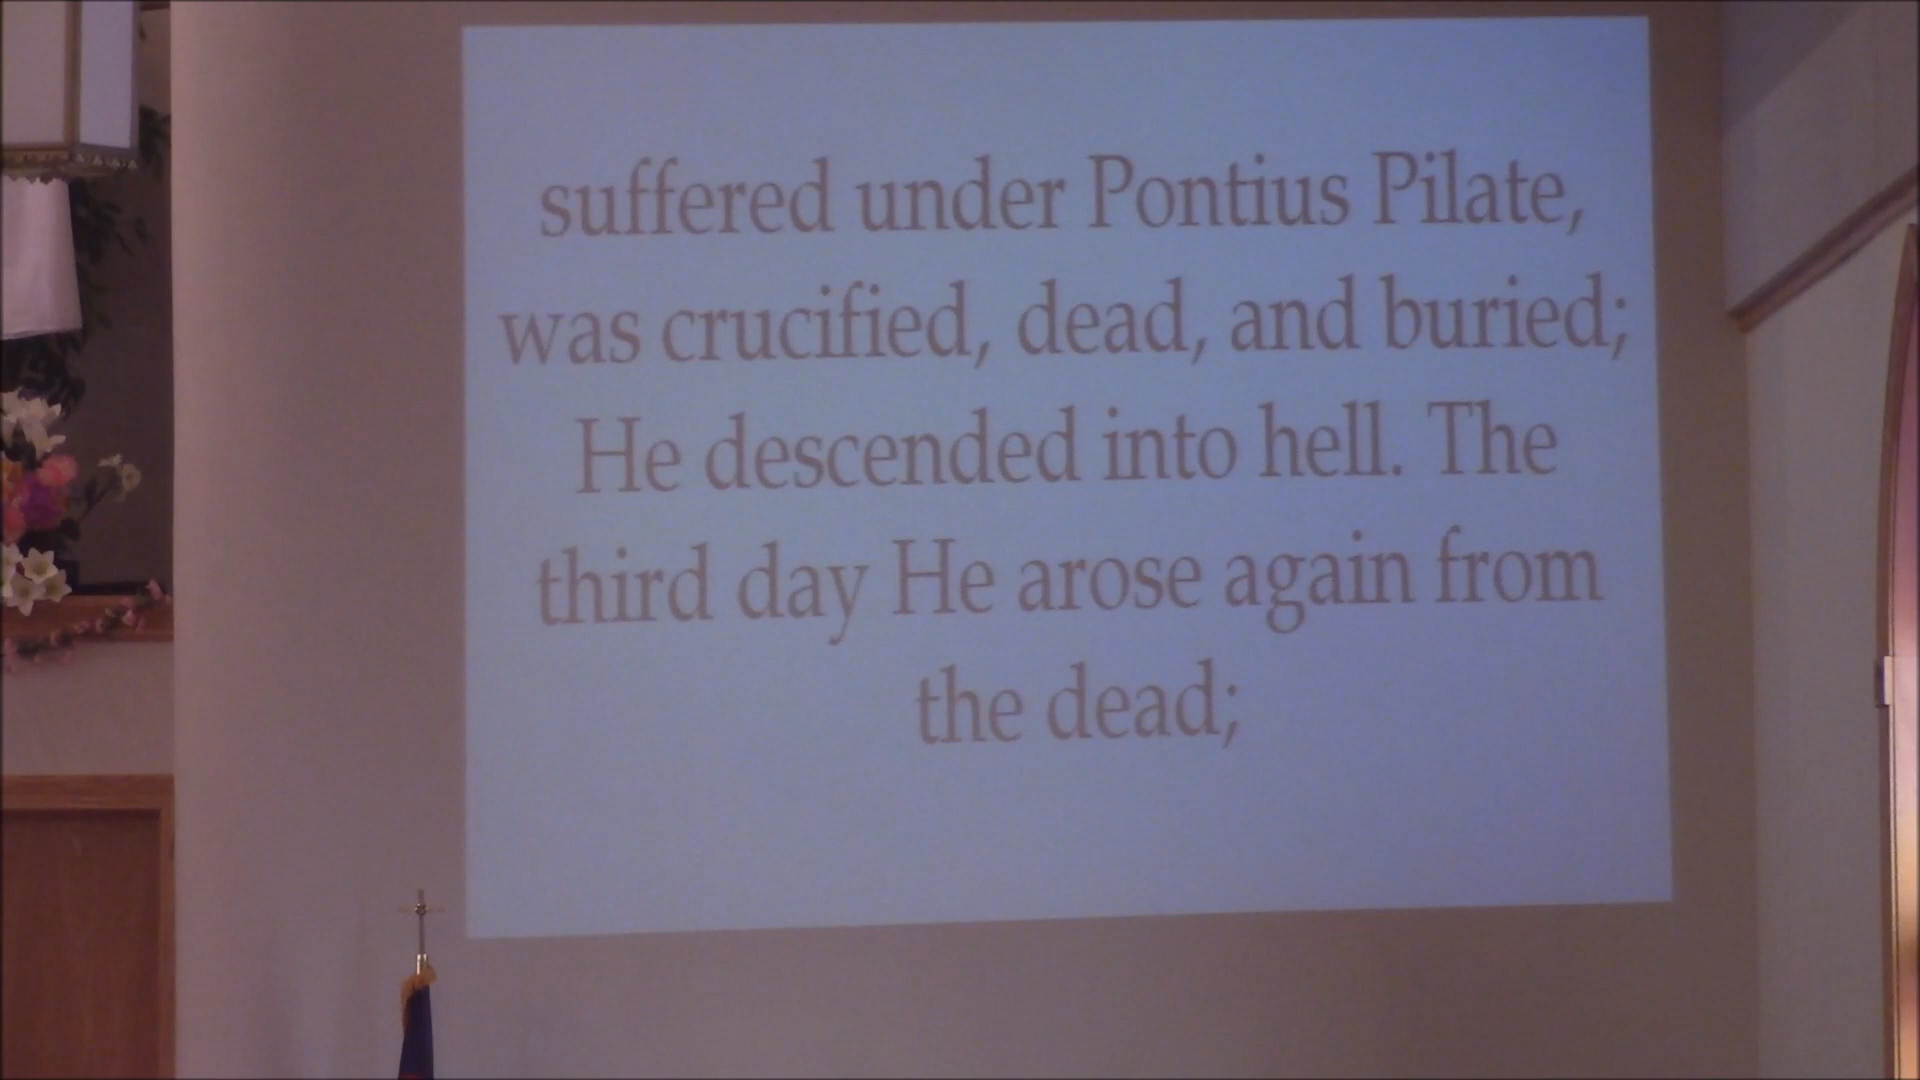 suffered under Pontius Pilate,
was crucified, dead, and buried;
He descended into hell. The
third day He arose again from
the dead;